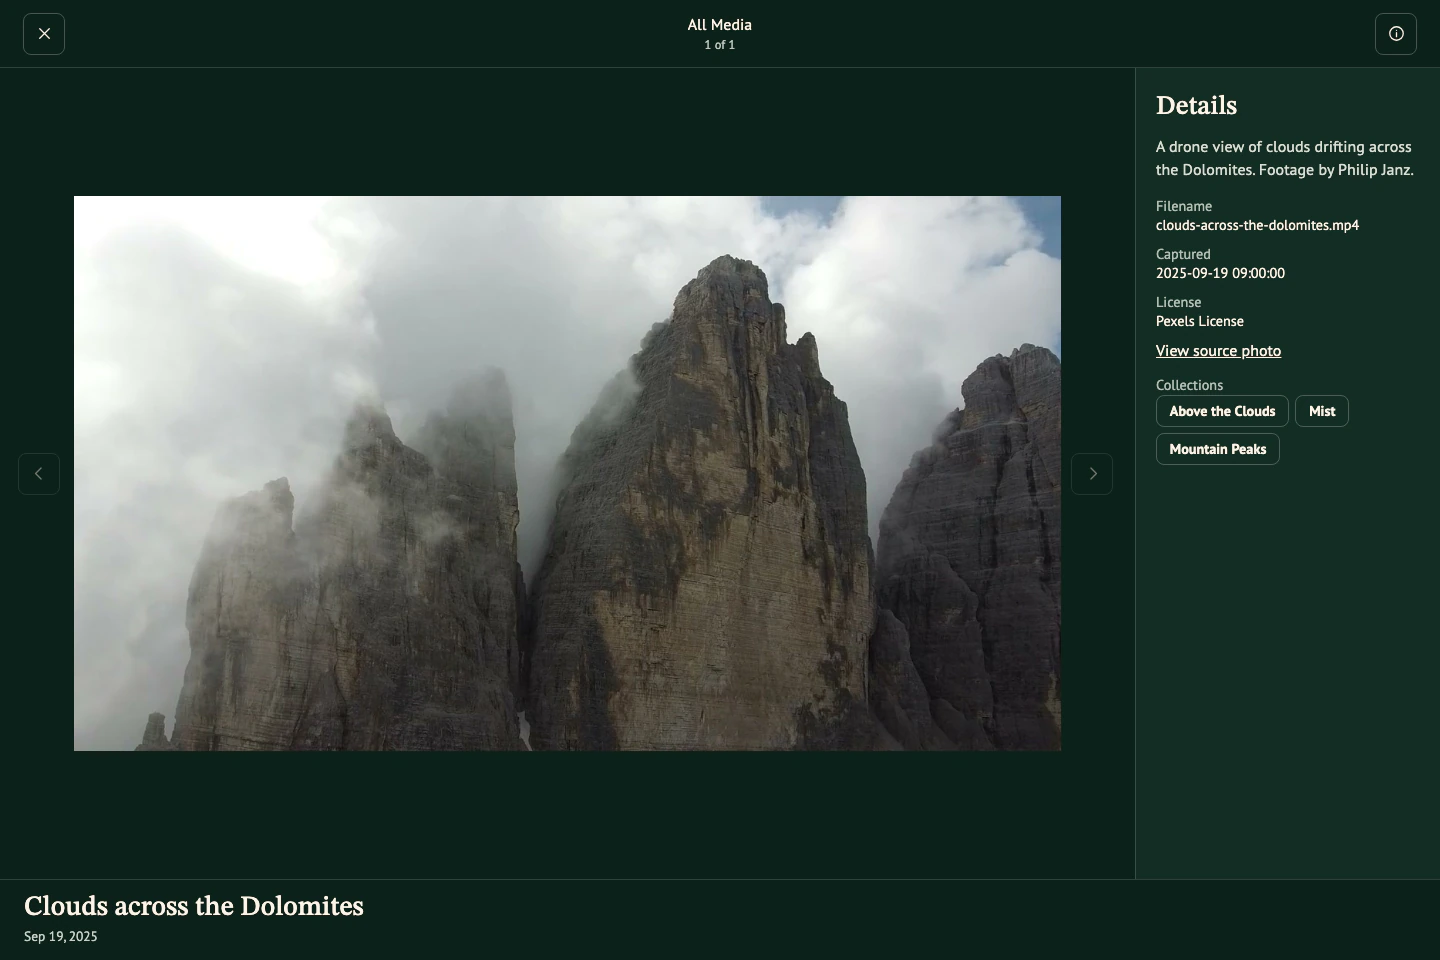 All Media
1 of 1
Details
A drone view of clouds drifting across
the Dolomites. Footage by Philip Janz.
Filename
clouds-across-the-dolomites.mp4
Captured
2025-09-19 09:00:00
License
Pexels License
View source photo
Collections
Above the Clouds
Mist
Mountain Peaks
Clouds across the Dolomites
Sep 19, 2025